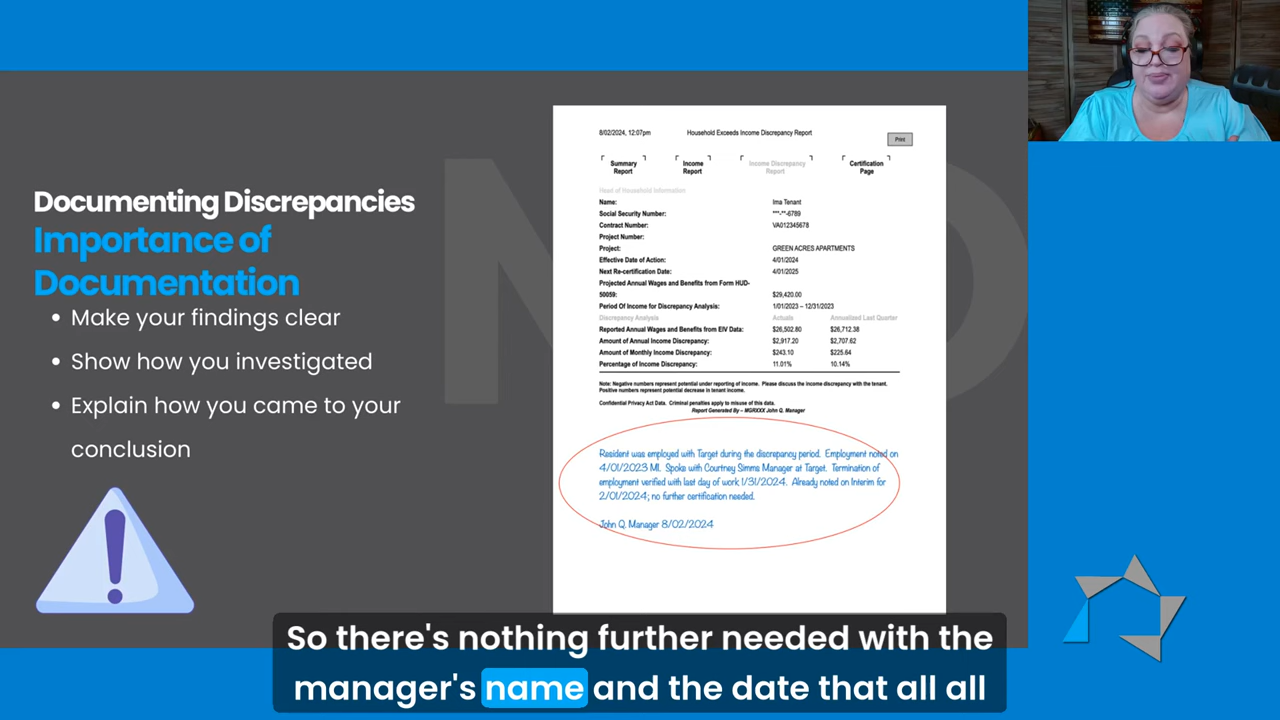 Documenting Discrepancies
Importance of
Documentation
• Make your findings clear
• Show how you investigated
• Explain how you came to your
conclusion
8/02/2024, 12:07pm Household Exceeds Income Discrepancy Report
Print
Summary Income Income Discrepancy Certification
Report Report Report Page
Head of Household Information
Name: Ima Tenant
Social Security Number: ***-**-6789
Contract Number: VA012345678
Project Number:
Project: GREEN ACRES APARTMENTS
Effective Date of Action: 4/01/2024
Next Re-certification Date: 4/01/2025
Projected Annual Wages and Benefits from Form HUD-
50059: $29,420.00
Period Of Income for Discrepancy Analysis: 1/01/2023 – 12/31/2023
Discrepancy Analysis Actuals Annualized Last Quarter
Reported Annual Wages and Benefits from EIV Data: $26,502.80 $26,712.38
Amount of Annual Income Discrepancy: $2,917.20 $2,707.62
Amount of Monthly Income Discrepancy: $243.10 $225.64
Percentage of Income Discrepancy: 11.01% 10.14%
Note: Negative numbers represent potential under reporting of income. Please discuss the income discrepancy with the tenant.
Positive numbers represent potential decrease in tenant income.
Confidential Privacy Act Data. Criminal penalties apply to misuse of this data.
Report Generated By – MGRXXX John Q. Manager
Resident was employed with Target during the discrepancy period. Employment noted on
4/01/2023 MI. Spoke with Courtney Simms Manager at Target. Termination of
employment verified with last day of work 1/31/2024. Already noted on Interim for
2/01/2024; no further certification needed.
John Q. Manager 8/02/2024
So there's nothing further needed with the
manager's name and the date that all all